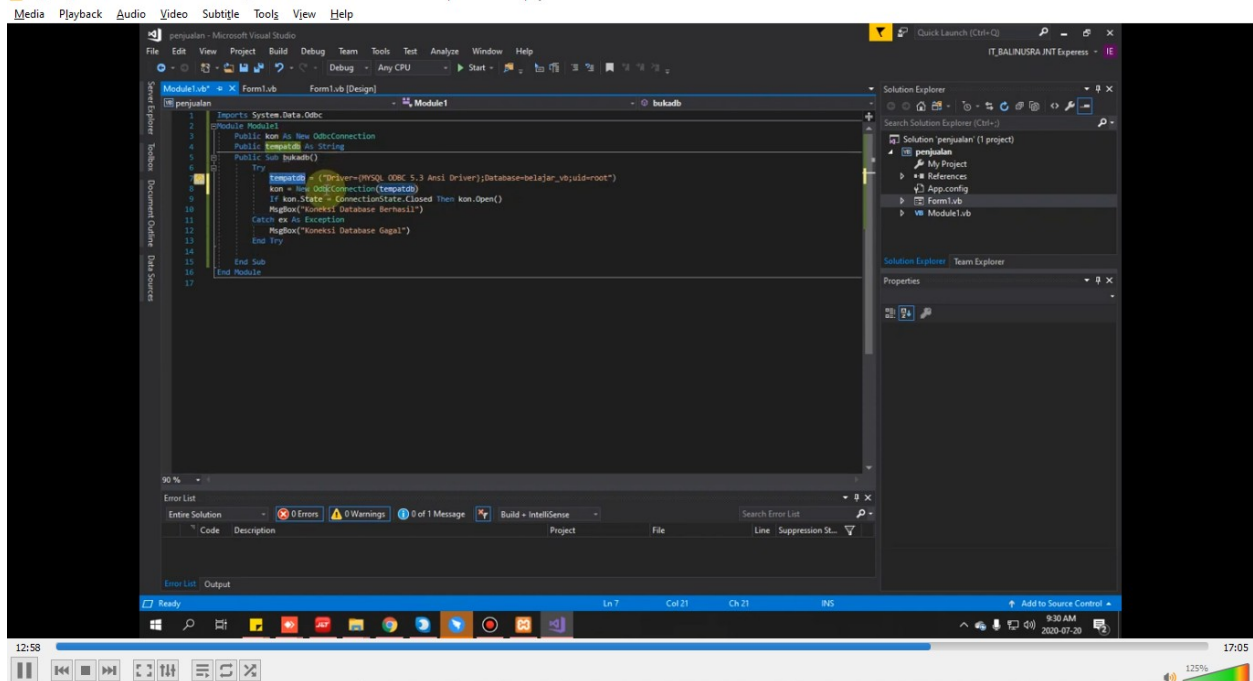 Media Playback Audio Video Subtitle Tools View Help
penjualan - Microsoft Visual Studio
Quick Launch (Ctrl+Q)
File Edit View Project Build Debug Team Tools Test Analyze Window Help
IT_BALINUSRA JNT Experess IE
Debug Any CPU Start
Server Explorer
Toolbox
Document Outline
Data Sources
Module1.vb* Form1.vb Form1.vb [Design]
penjualan Module1 bukadb
1 Imports System.Data.Odbc
2 Module Module1
3 Public kon As New OdbcConnection
4 Public tempatdb As String
5 Public Sub bukadb()
6 Try
7 tempatdb = ("Driver={MYSQL ODBC 5.3 Ansi Driver};Database=belajar_vb;uid=root")
8 kon = New OdbcConnection(tempatdb)
9 If kon.State = ConnectionState.Closed Then kon.Open()
10 MsgBox("Koneksi Database Berhasil")
11 Catch ex As Exception
12 MsgBox("Koneksi Database Gagal")
13 End Try
14
15 End Sub
16 End Module
17
90 %
Solution Explorer
Search Solution Explorer (Ctrl+;)
Solution 'penjualan' (1 project)
VB penjualan
My Project
References
App.config
Form1.vb
VB Module1.vb
Solution Explorer Team Explorer
Properties
Error List
Entire Solution 0 Errors 0 Warnings 0 of 1 Message Build + IntelliSense Search Error List
Code Description Project File Line Suppression St...
Error List Output
Ready Ln 7 Col 21 Ch 21 INS Add to Source Control
9:30 AM
2020-07-20
12:58 17:05
125%